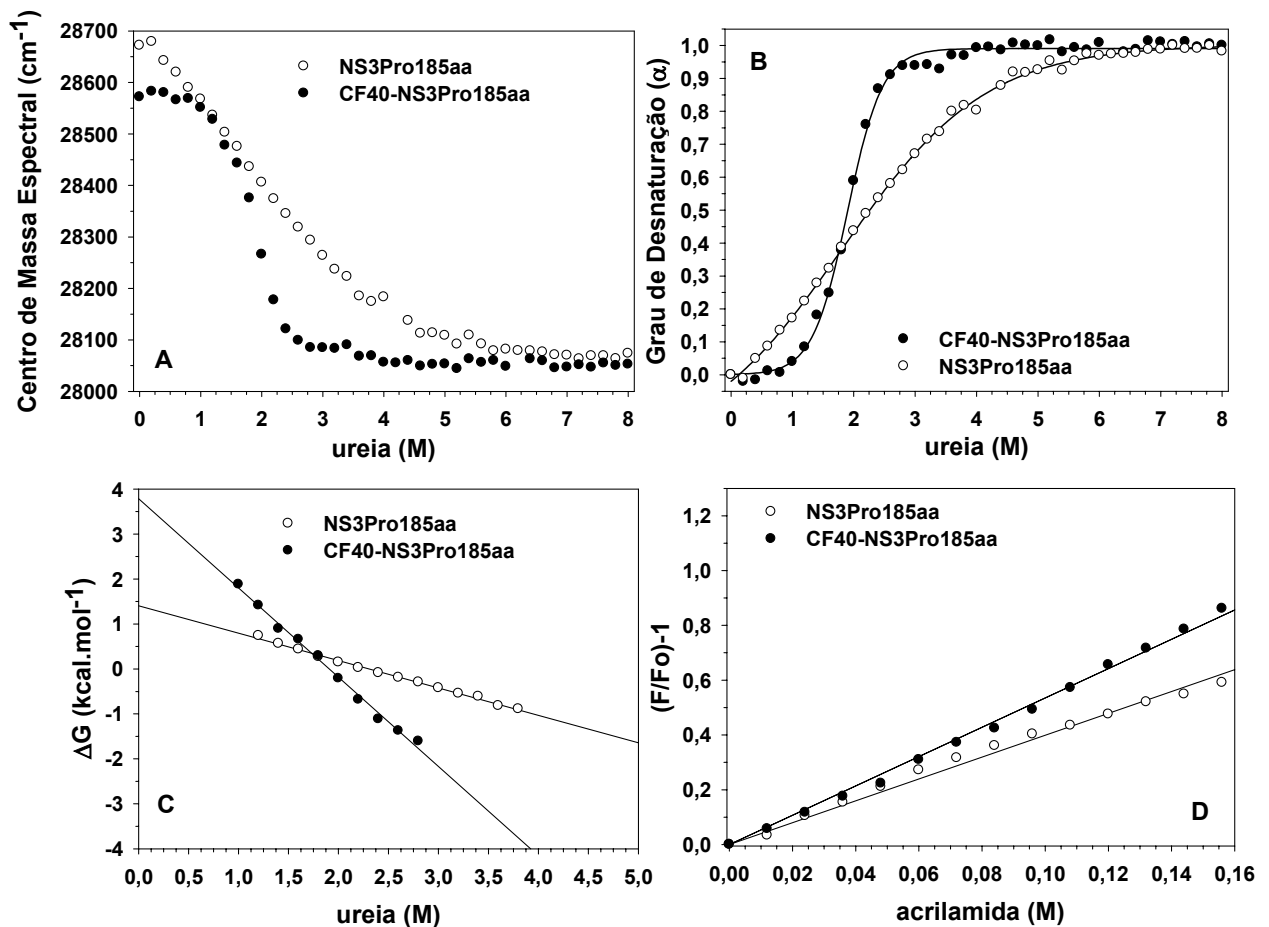 28700
28600
28500
28400
28300
28200
28100
28000
Centro de Massa Espectral (cm⁻¹)
NS3Pro185aa
CF40-NS3Pro185aa
A
0 1 2 3 4 5 6 7 8
ureia (M)
1,0
0,9
0,8
0,7
0,6
0,5
0,4
0,3
0,2
0,1
0,0
Grau de Desnaturação (α)
B
CF40-NS3Pro185aa
NS3Pro185aa
0 1 2 3 4 5 6 7 8
ureia (M)
4
3
2
1
0
-1
-2
-3
-4
ΔG (kcal.mol⁻¹)
NS3Pro185aa
CF40-NS3Pro185aa
C
0,0 0,5 1,0 1,5 2,0 2,5 3,0 3,5 4,0 4,5 5,0
ureia (M)
1,2
1,0
0,8
0,6
0,4
0,2
0,0
(F/Fo)-1
NS3Pro185aa
CF40-NS3Pro185aa
D
0,00 0,02 0,04 0,06 0,08 0,10 0,12 0,14 0,16
acrilamida (M)